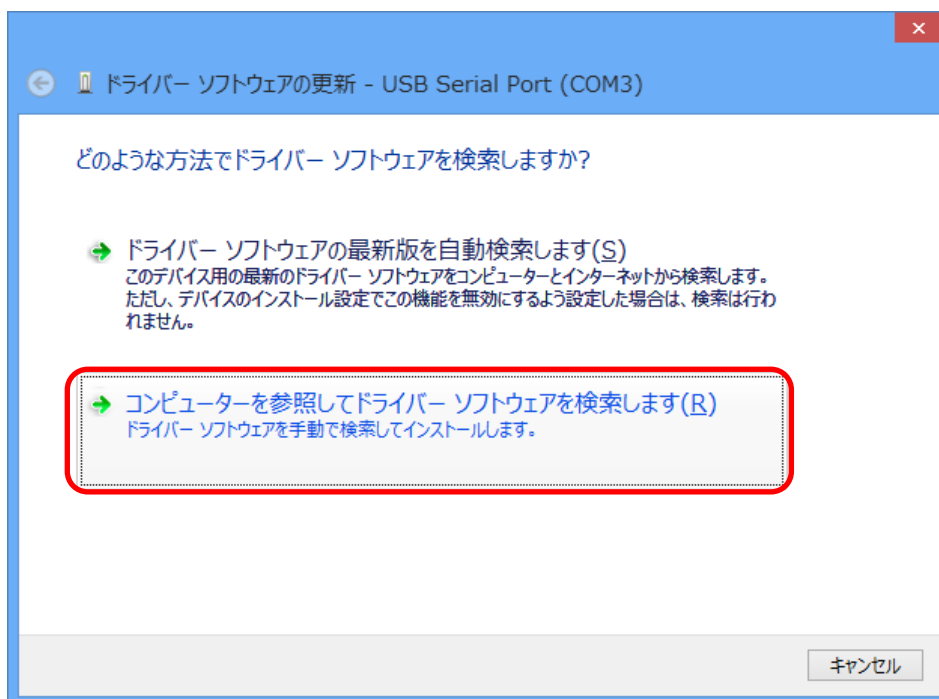 ドライバー ソフトウェアの更新 - USB Serial Port (COM3)
どのような方法でドライバー ソフトウェアを検索しますか?
ドライバー ソフトウェアの最新版を自動検索します(S)
このデバイス用の最新のドライバー ソフトウェアをコンピューターとインターネットから検索します。
ただし、デバイスのインストール設定でこの機能を無効にするよう設定した場合は、検索は行わ
れません。
コンピューターを参照してドライバー ソフトウェアを検索します(R)
ドライバー ソフトウェアを手動で検索してインストールします。
キャンセル